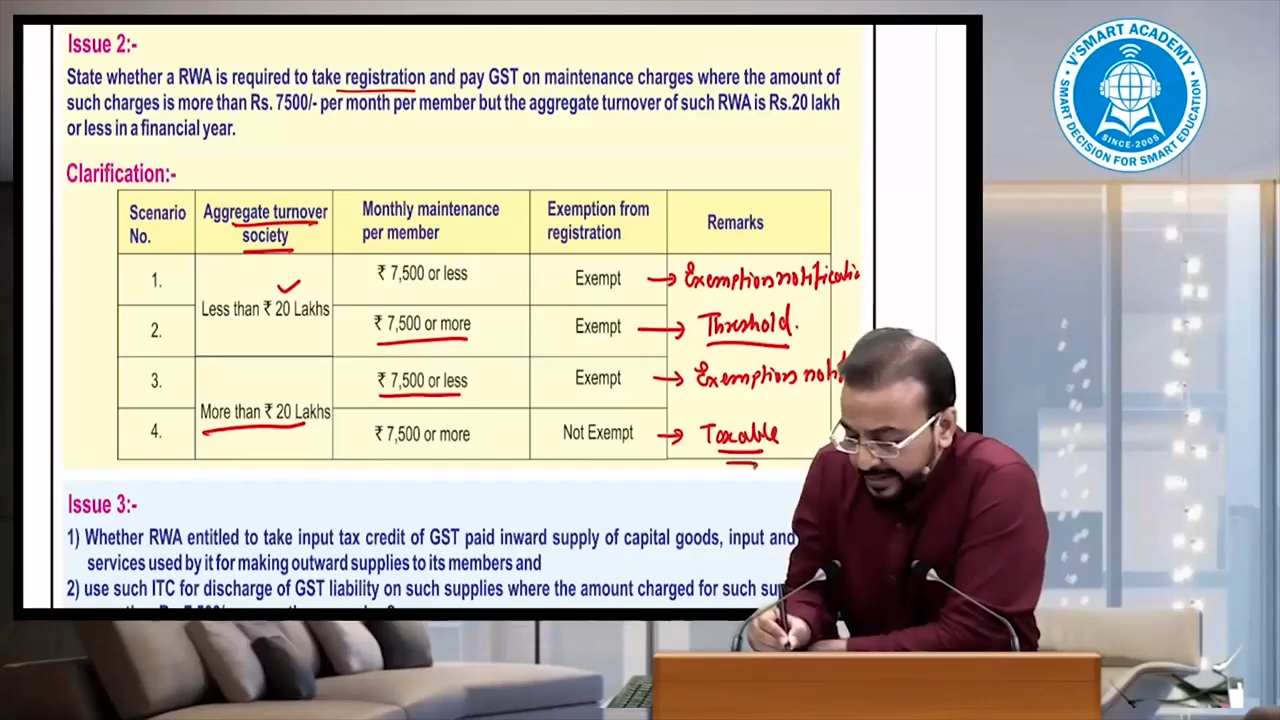 Issue 2:-
State whether a RWA is required to take registration and pay GST on maintenance charges where the amount of
such charges is more than Rs. 7500/- per month per member but the aggregate turnover of such RWA is Rs.20 lakh
or less in a financial year.
Clarification:-
Scenario No.
Aggregate turnover society
Monthly maintenance per member
Exemption from registration
Remarks
1.
Less than ₹ 20 Lakhs
₹ 7,500 or less
Exempt
→ Exemption notificatio
2.
₹ 7,500 or more
Exempt
→ Threshold.
3.
More than ₹ 20 Lakhs
₹ 7,500 or less
Exempt
→ Exemption noti
4.
₹ 7,500 or more
Not Exempt
→ Taxable
Issue 3:-
1) Whether RWA entitled to take input tax credit of GST paid inward supply of capital goods, input and
services used by it for making outward supplies to its members and
2) use such ITC for discharge of GST liability on such supplies where the amount charged for such su
V'SMART ACADEMY
SINCE-2005
SMART DECISION FOR SMART EDUCATION